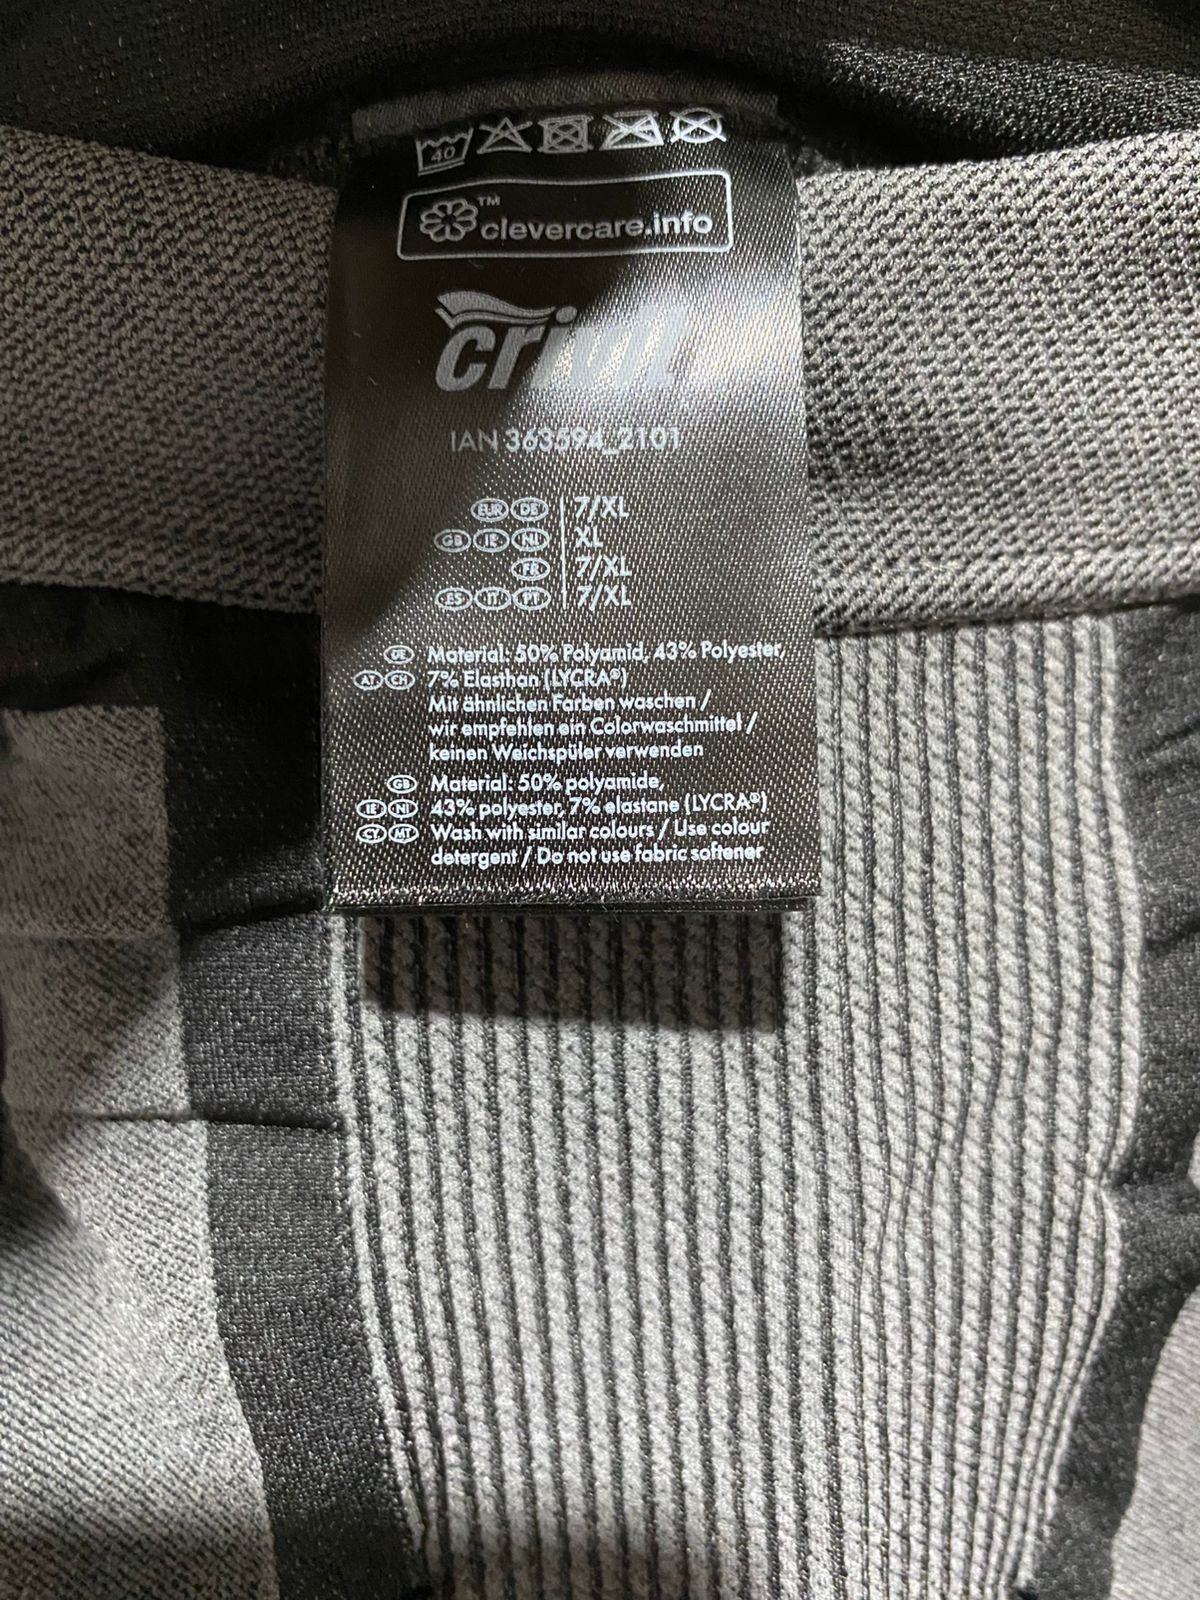 40
™ clevercare.info
crivit
IAN 363594_2101
EUR DE 7/XL
GB IE NI XL
FR 7/XL
ES IT PT 7/XL
DE Material: 50% Polyamid, 43% Polyester,
AT CH 7% Elasthan (LYCRA®)
Mit ähnlichen Farben waschen /
wir empfehlen ein Colorwaschmittel /
keinen Weichspüler verwenden
GB Material: 50% polyamide,
IE NI 43% polyester, 7% elastane (LYCRA®)
CY MT Wash with similar colours / Use colour
detergent / Do not use fabric softener